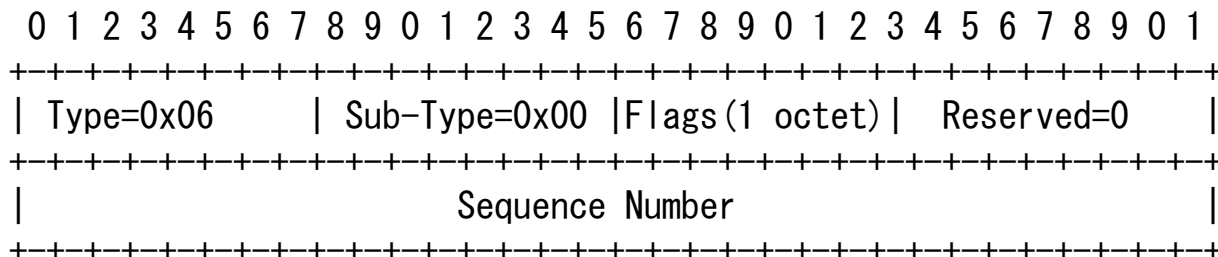 0 1 2 3 4 5 6 7 8 9 0 1 2 3 4 5 6 7 8 9 0 1 2 3 4 5 6 7 8 9 0 1
+-+-+-+-+-+-+-+-+-+-+-+-+-+-+-+-+-+-+-+-+-+-+-+-+-+-+-+-+-+-+-+-+
| Type=0x06     | Sub-Type=0x00 |Flags(1 octet)|  Reserved=0    |
+-+-+-+-+-+-+-+-+-+-+-+-+-+-+-+-+-+-+-+-+-+-+-+-+-+-+-+-+-+-+-+-+
|                       Sequence Number                         |
+-+-+-+-+-+-+-+-+-+-+-+-+-+-+-+-+-+-+-+-+-+-+-+-+-+-+-+-+-+-+-+-+